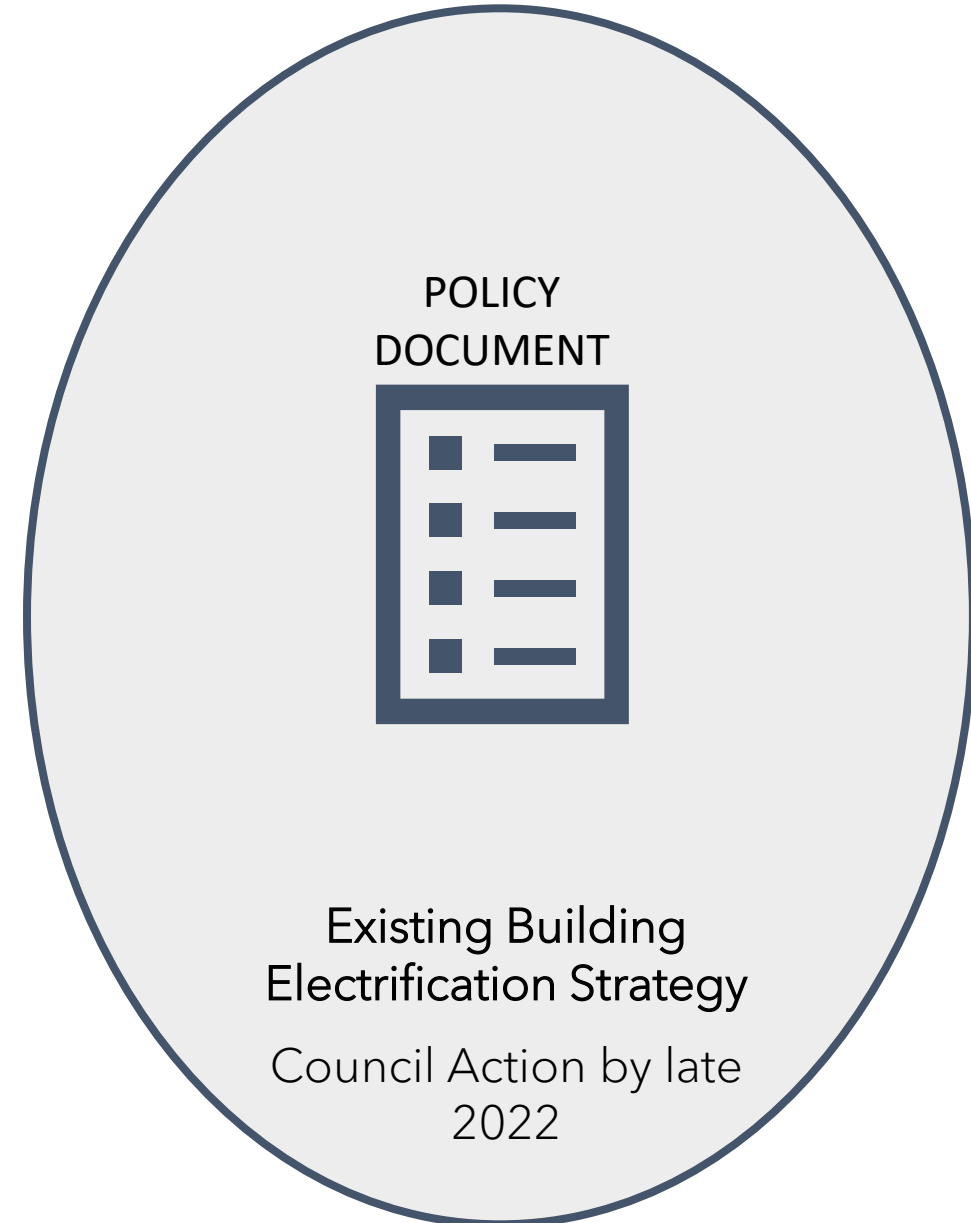 POLICY
DOCUMENT
Existing Building
Electrification Strategy
Council Action by late
2022